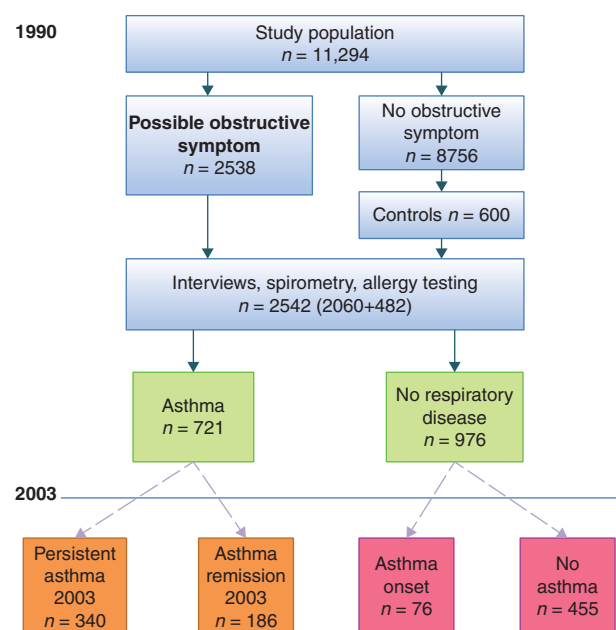 1990
Study population
n = 11,294
Possible obstructive
symptom
n = 2538
No obstructive
symptom
n = 8756
Controls n = 600
Interviews, spirometry, allergy testing
n = 2542 (2060+482)
Asthma
n = 721
No respiratory
disease
n = 976
2003
Persistent
asthma
2003
n = 340
Asthma
remission
2003
n = 186
Asthma
onset
n = 76
No
asthma
n = 455